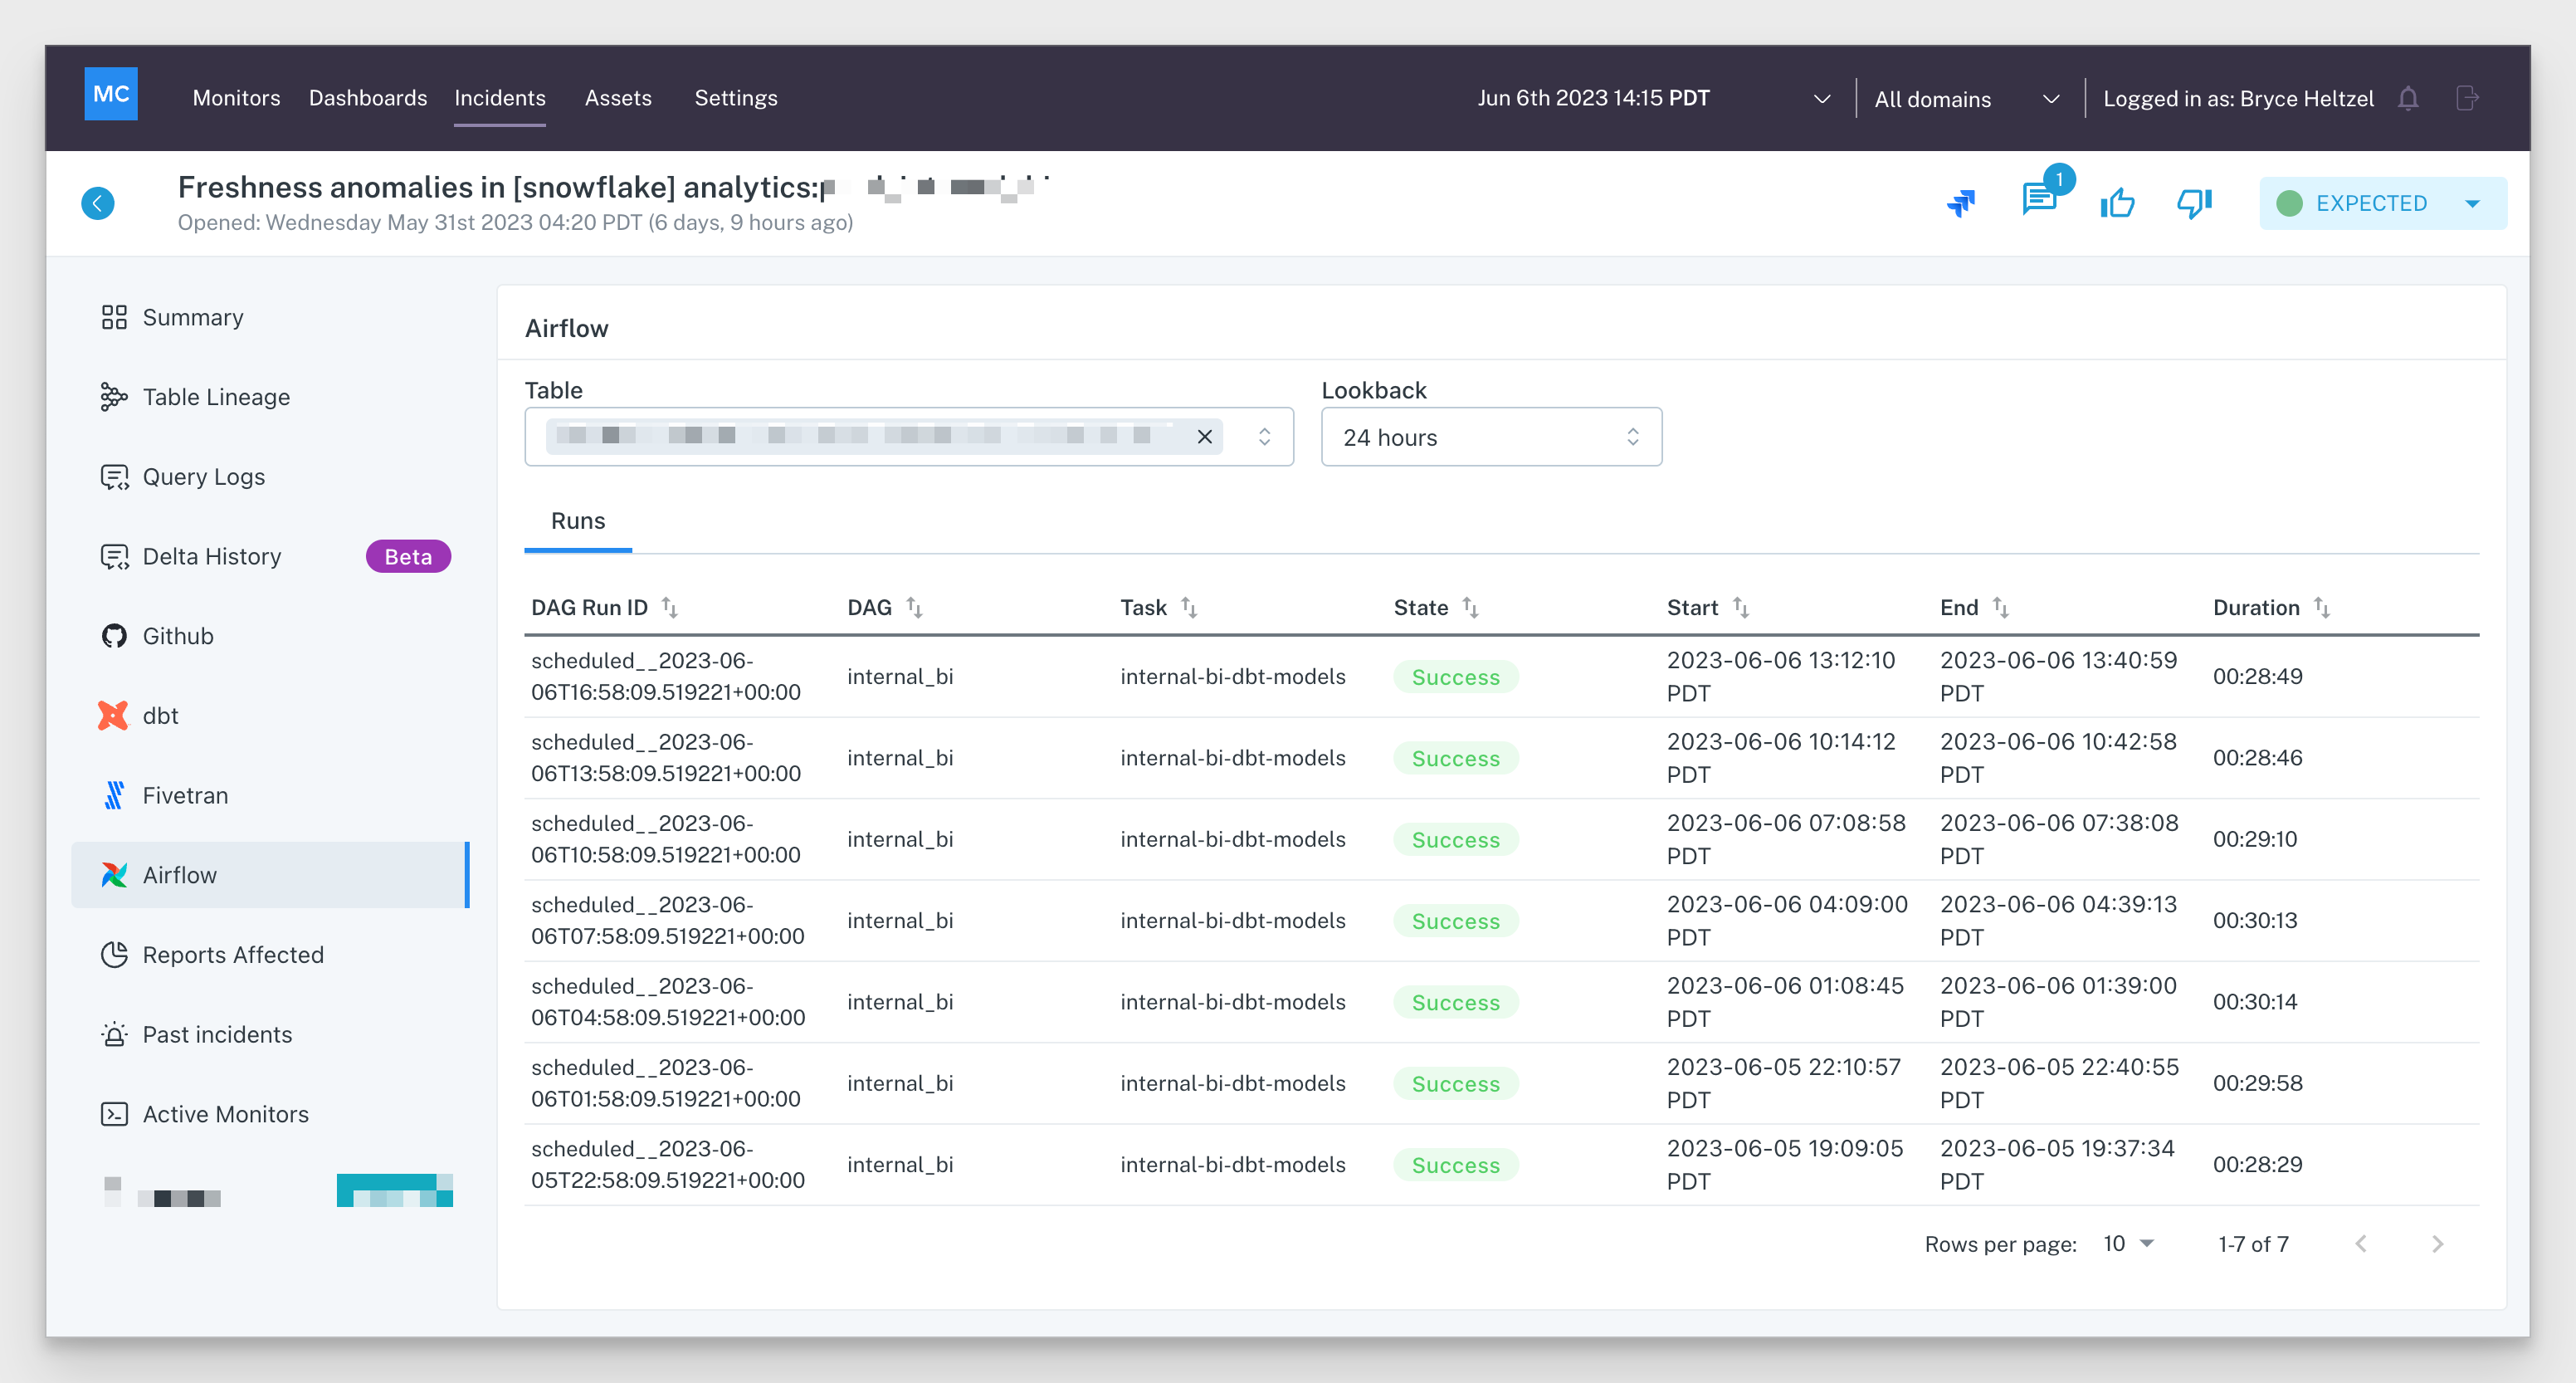 MC
Monitors Dashboards Incidents Assets Settings
Jun 6th 2023 14:15 PDT All domains Logged in as: Bryce Heltzel
Freshness anomalies in [snowflake] analytics:
Opened: Wednesday May 31st 2023 04:20 PDT (6 days, 9 hours ago)
1
EXPECTED
Summary
Table Lineage
Query Logs
Delta History Beta
Github
dbt
Fivetran
Airflow
Reports Affected
Past incidents
Active Monitors
Airflow
Table Lookback
24 hours
Runs
DAG Run ID DAG Task State Start End Duration
scheduled__2023-06- 2023-06-06 13:12:10 2023-06-06 13:40:59
internal_bi internal-bi-dbt-models Success 00:28:49
06T16:58:09.519221+00:00 PDT PDT
scheduled__2023-06- 2023-06-06 10:14:12 2023-06-06 10:42:58
internal_bi internal-bi-dbt-models Success 00:28:46
06T13:58:09.519221+00:00 PDT PDT
scheduled__2023-06- 2023-06-06 07:08:58 2023-06-06 07:38:08
internal_bi internal-bi-dbt-models Success 00:29:10
06T10:58:09.519221+00:00 PDT PDT
scheduled__2023-06- 2023-06-06 04:09:00 2023-06-06 04:39:13
internal_bi internal-bi-dbt-models Success 00:30:13
06T07:58:09.519221+00:00 PDT PDT
scheduled__2023-06- 2023-06-06 01:08:45 2023-06-06 01:39:00
internal_bi internal-bi-dbt-models Success 00:30:14
06T04:58:09.519221+00:00 PDT PDT
scheduled__2023-06- 2023-06-05 22:10:57 2023-06-05 22:40:55
internal_bi internal-bi-dbt-models Success 00:29:58
06T01:58:09.519221+00:00 PDT PDT
scheduled__2023-06- 2023-06-05 19:09:05 2023-06-05 19:37:34
internal_bi internal-bi-dbt-models Success 00:28:29
05T22:58:09.519221+00:00 PDT PDT
Rows per page: 10 1-7 of 7